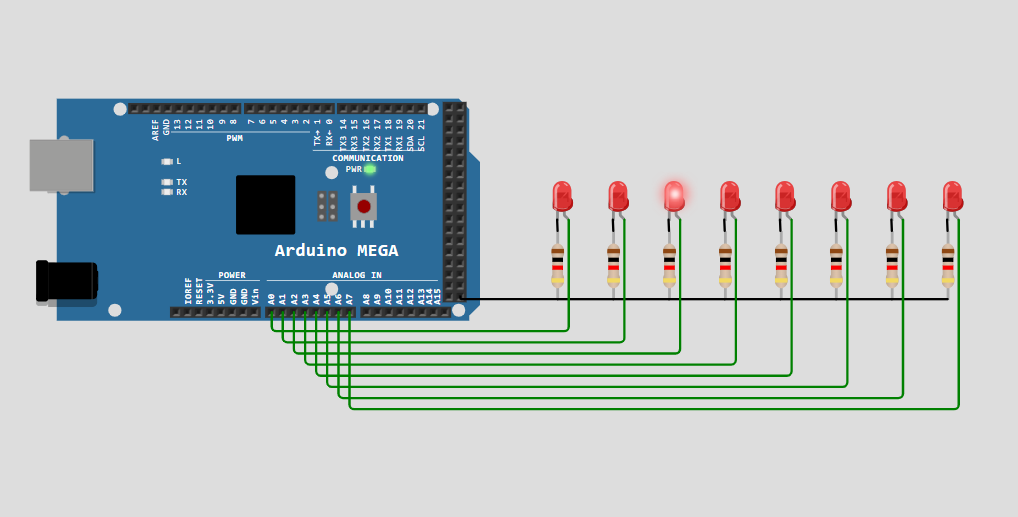 AREF
GND
13
12
11
10
9
8
7
6
5
4
3
2
TX→ 1
RX← 0
TX3 14
RX3 15
TX2 16
RX2 17
TX1 18
RX1 19
SDA 20
SCL 21
PWM
COMMUNICATION
PWR
L
TX
RX
Arduino MEGA
POWER
ANALOG IN
IOREF
RESET
3.3V
5V
GND
GND
Vin
A0
A1
A2
A3
A4
A5
A6
A7
A8
A9
A10
A11
A12
A13
A14
A15